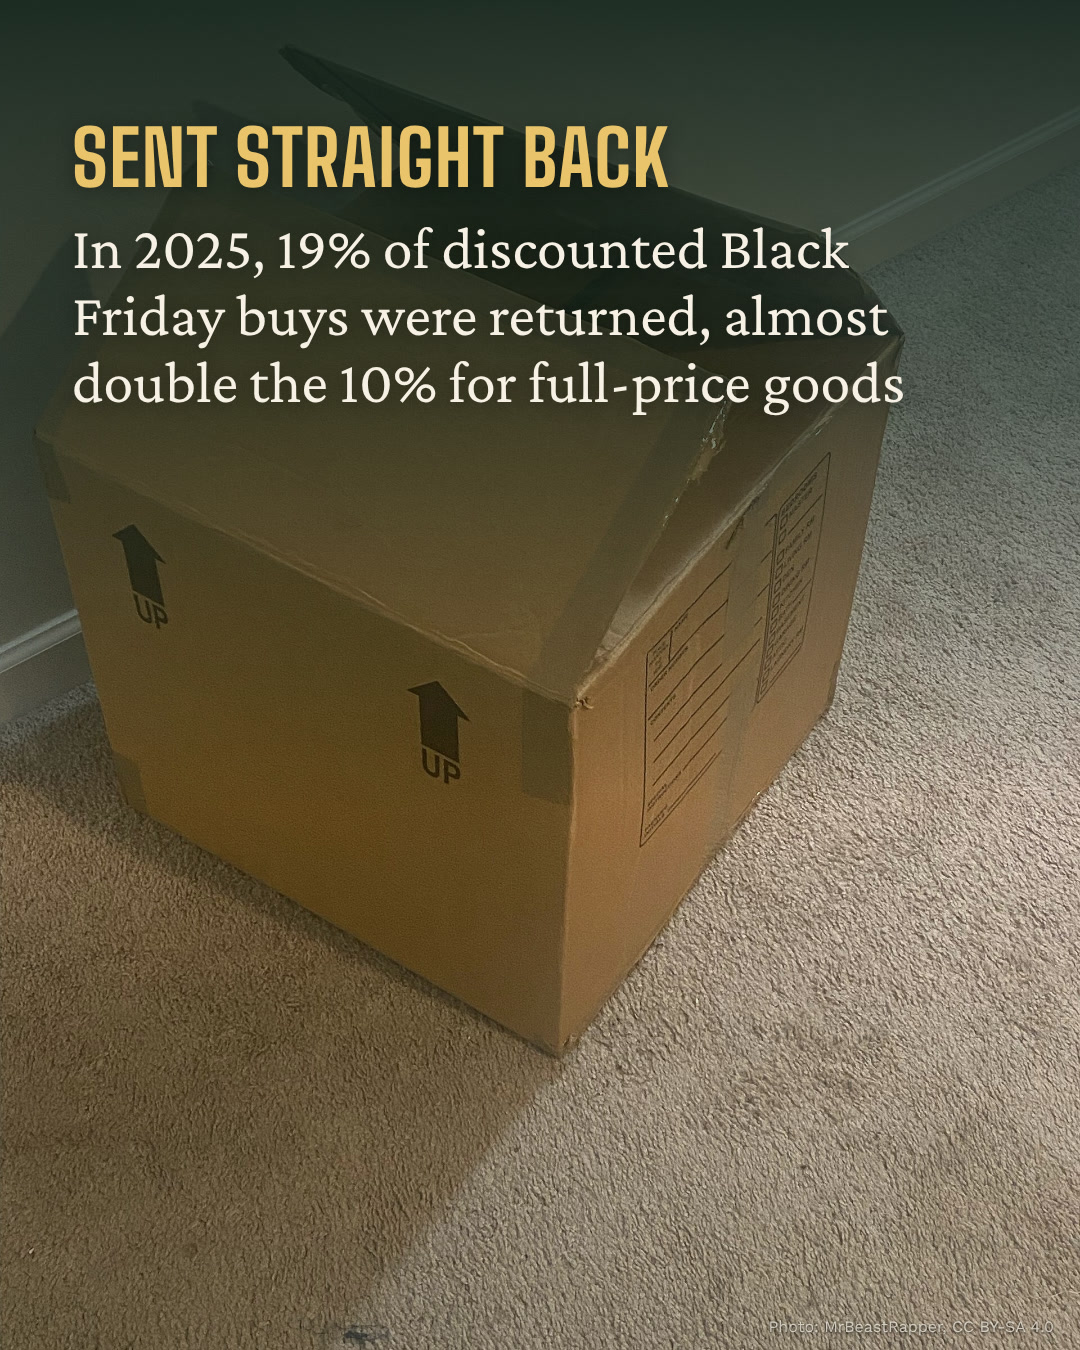 SENT STRAIGHT BACK
In 2025, 19% of discounted Black
Friday buys were returned, almost
double the 10% for full-price goods
UP
UP
Photo: MrBeastRapper. CC BY-SA 4.0